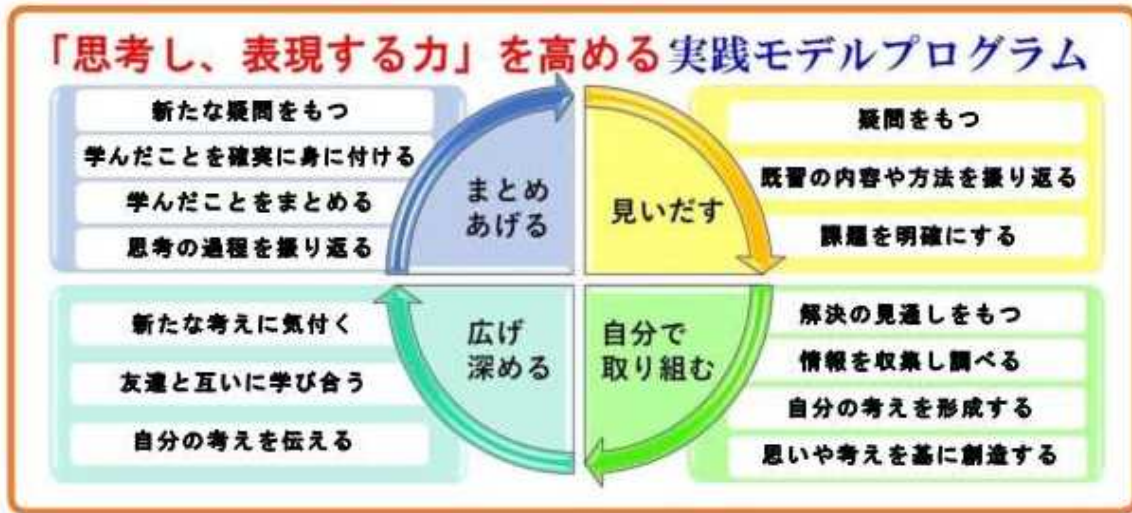 「思考し、表現する力」を高める実践モデルプログラム
新たな疑問をもつ
学んだことを確実に身に付ける
学んだことをまとめる
思考の過程を振り返る
まとめ
あげる
見いだす
疑問をもつ
既習の内容や方法を振り返る
課題を明確にする
新たな考えに気付く
友達と互いに学び合う
自分の考えを伝える
広げ
深める
自分で
取り組む
解決の見通しをもつ
情報を収集し調べる
自分の考えを形成する
思いや考えを基に創造する